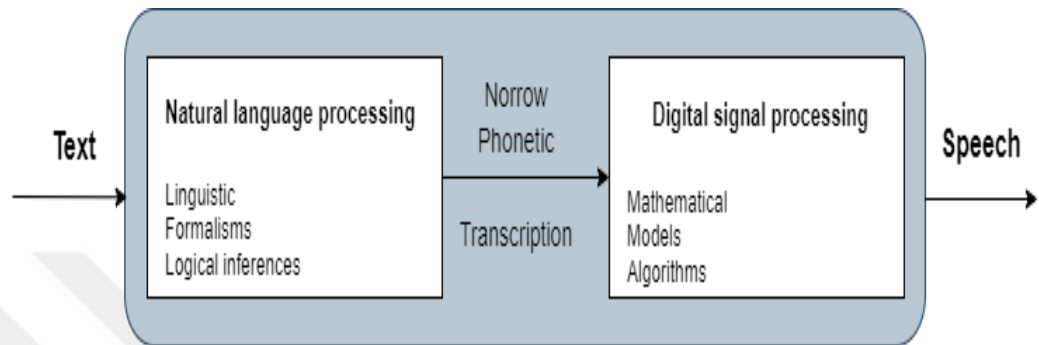 Text
Natural language processing
Linguistic
Formalisms
Logical inferences
Norrow
Phonetic
Transcription
Digital signal processing
Mathematical
Models
Algorithms
Speech